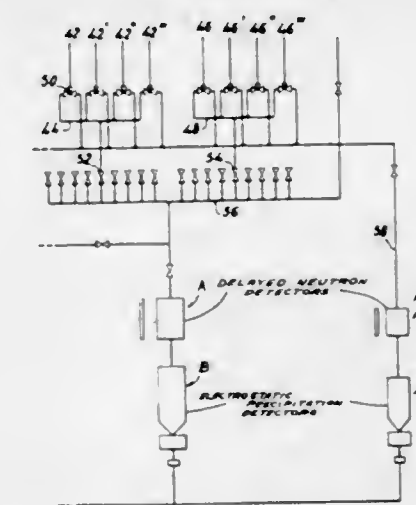 42 42' 42" 42''' 46 46' 46" 46'''
50
44 48
52 54
56
58
A
DELAYED NEUTRON
DETECTORS
B
ELECTROSTATIC
PRECIPITATION
DETECTORS